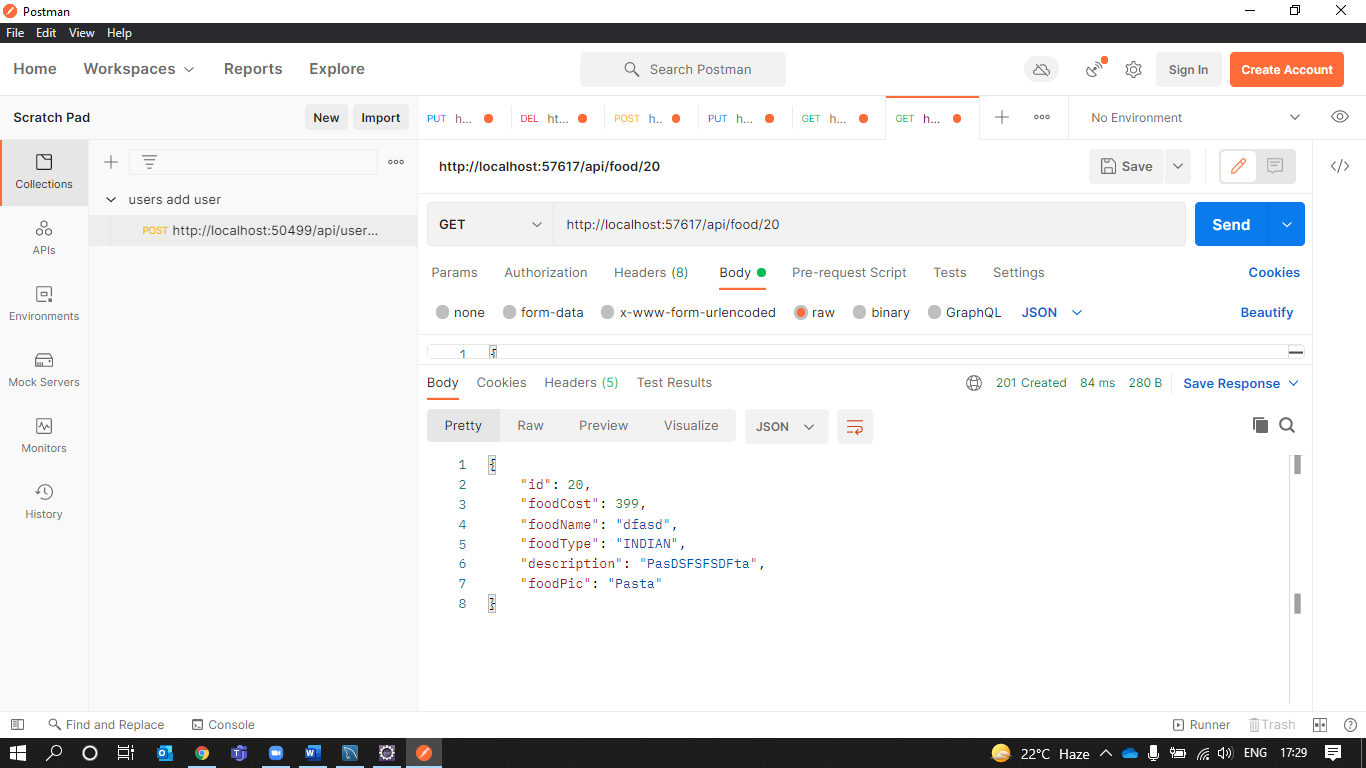 Postman
File Edit View Help
Home Workspaces Reports Explore Search Postman Sign In Create Account
Scratch Pad New Import PUT h... DEL ht... POST h.. PUT h... GET h... GET h... No Environment
Collections
APIs
Environments
Mock Servers
Monitors
History
users add user
POST http://localhost:50499/api/user...
http://localhost:57617/api/food/20 Save
GET http://localhost:57617/api/food/20 Send
Params Authorization Headers (8) Body Pre-request Script Tests Settings Cookies
none form-data x-www-form-urlencoded raw binary GraphQL JSON Beautify
1 {
Body Cookies Headers (5) Test Results 201 Created 84 ms 280 B Save Response
Pretty Raw Preview Visualize JSON
1 {
2 "id": 20,
3 "foodCost": 399,
4 "foodName": "dfasd",
5 "foodType": "INDIAN",
6 "description": "PasDSFSFSDFta",
7 "foodPic": "Pasta"
8 }
Find and Replace Console Runner Trash
22°C Haze ENG 17:29